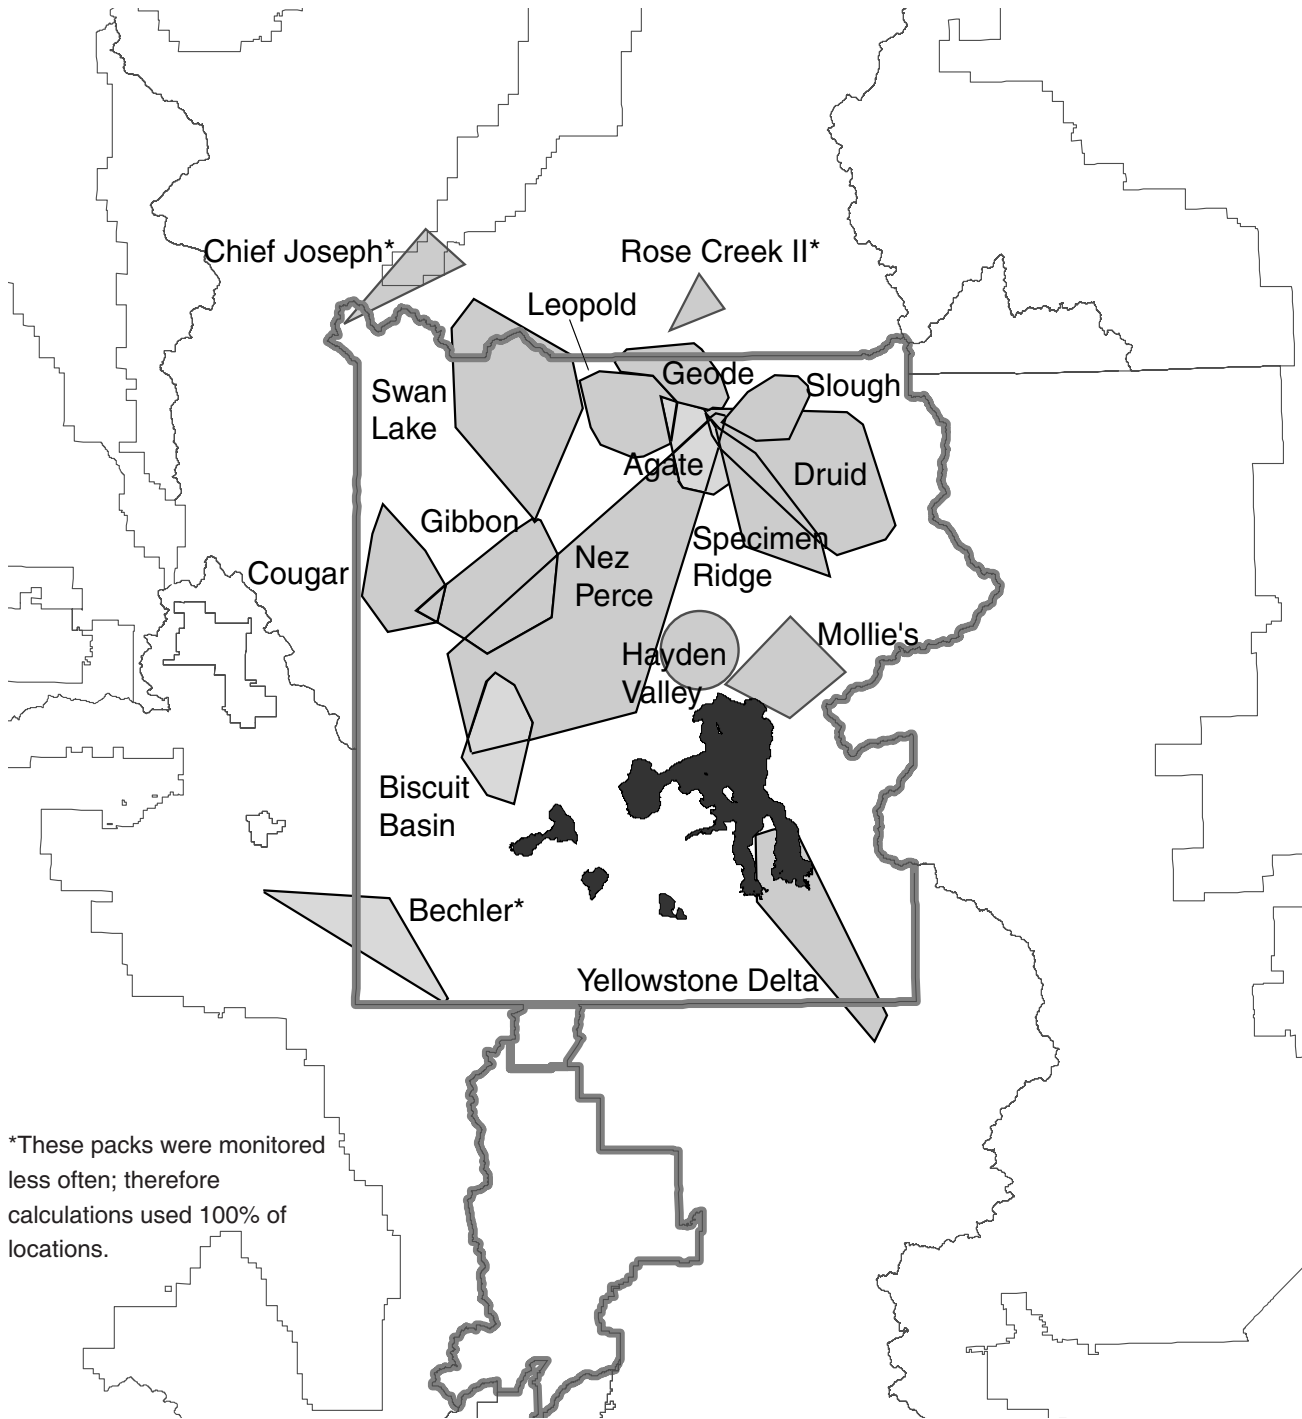 Chief Joseph*
Rose Creek II*
Leopold
Geode
Swan
Lake
Slough
Agate
Druid
Gibbon
Specimen
Ridge
Nez
Perce
Cougar
Mollie's
Hayden
Valley
Biscuit
Basin
Bechler*
Yellowstone Delta
*These packs were monitored
less often; therefore
calculations used 100% of
locations.